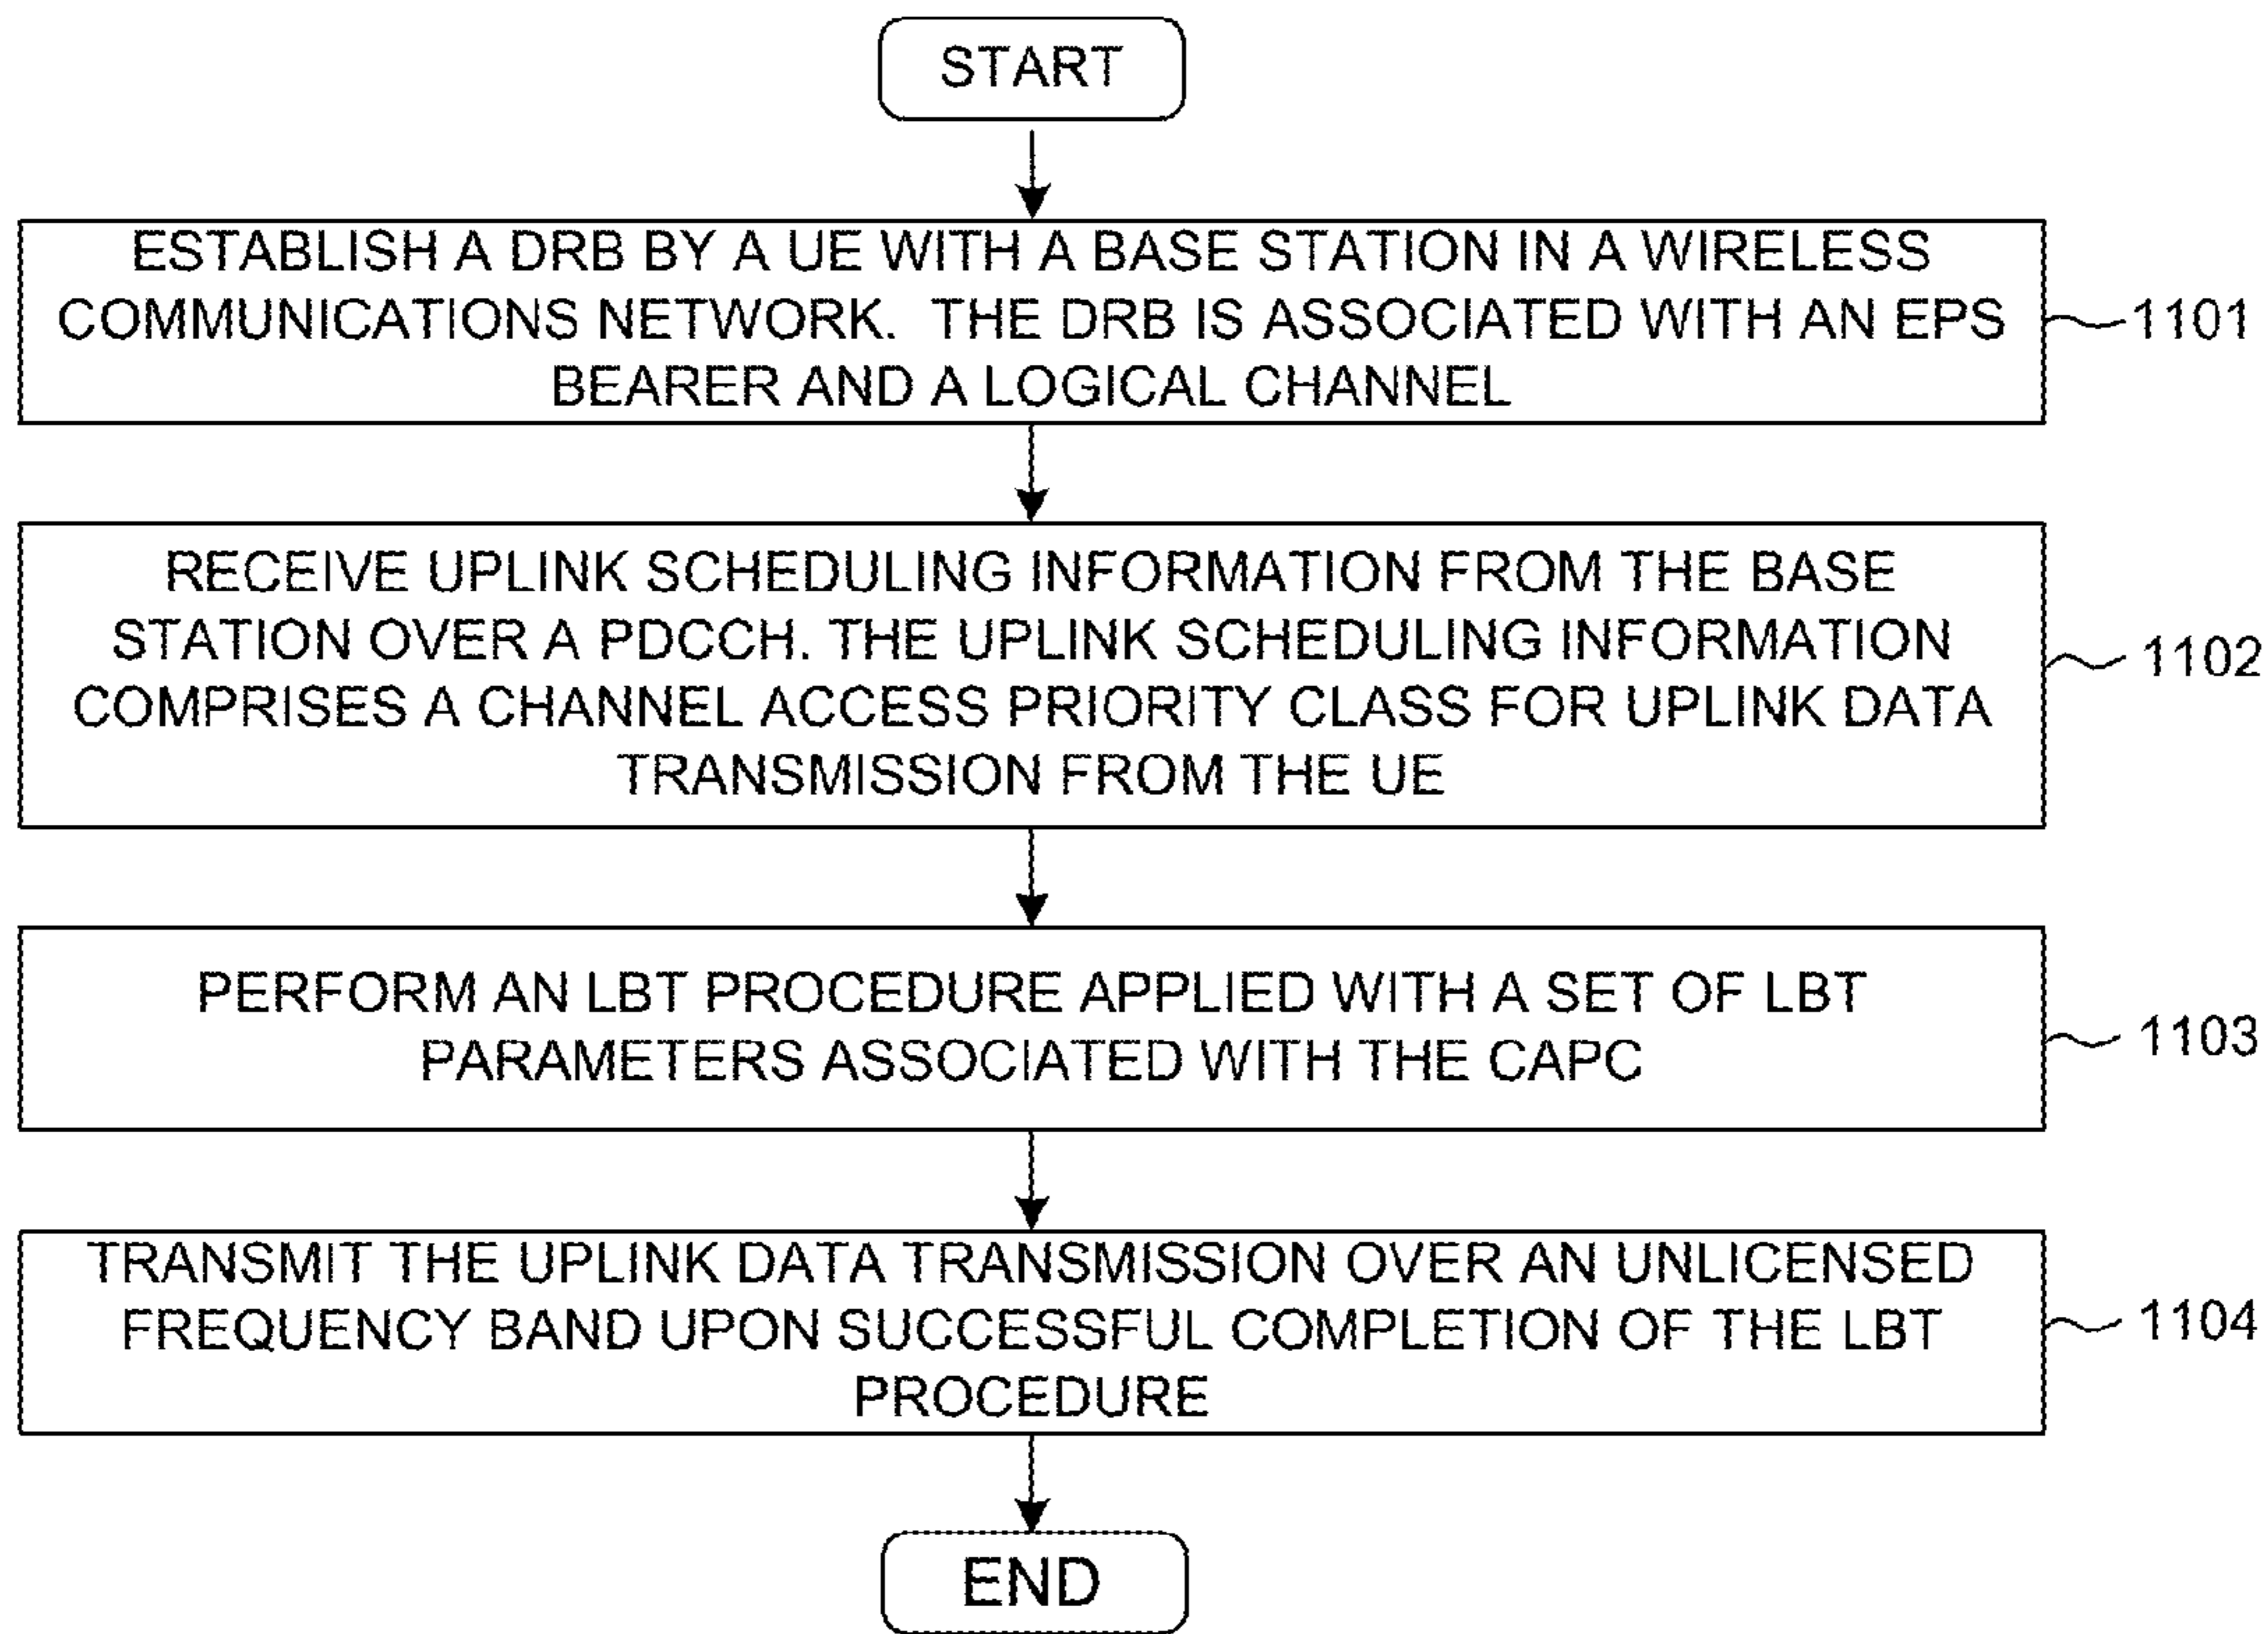 START
ESTABLISH A DRB BY A UE WITH A BASE STATION IN A WIRELESS
COMMUNICATIONS NETWORK. THE DRB IS ASSOCIATED WITH AN EPS
BEARER AND A LOGICAL CHANNEL
1101
RECEIVE UPLINK SCHEDULING INFORMATION FROM THE BASE
STATION OVER A PDCCH. THE UPLINK SCHEDULING INFORMATION
COMPRISES A CHANNEL ACCESS PRIORITY CLASS FOR UPLINK DATA
TRANSMISSION FROM THE UE
1102
PERFORM AN LBT PROCEDURE APPLIED WITH A SET OF LBT
PARAMETERS ASSOCIATED WITH THE CAPC
1103
TRANSMIT THE UPLINK DATA TRANSMISSION OVER AN UNLICENSED
FREQUENCY BAND UPON SUCCESSFUL COMPLETION OF THE LBT
PROCEDURE
1104
END